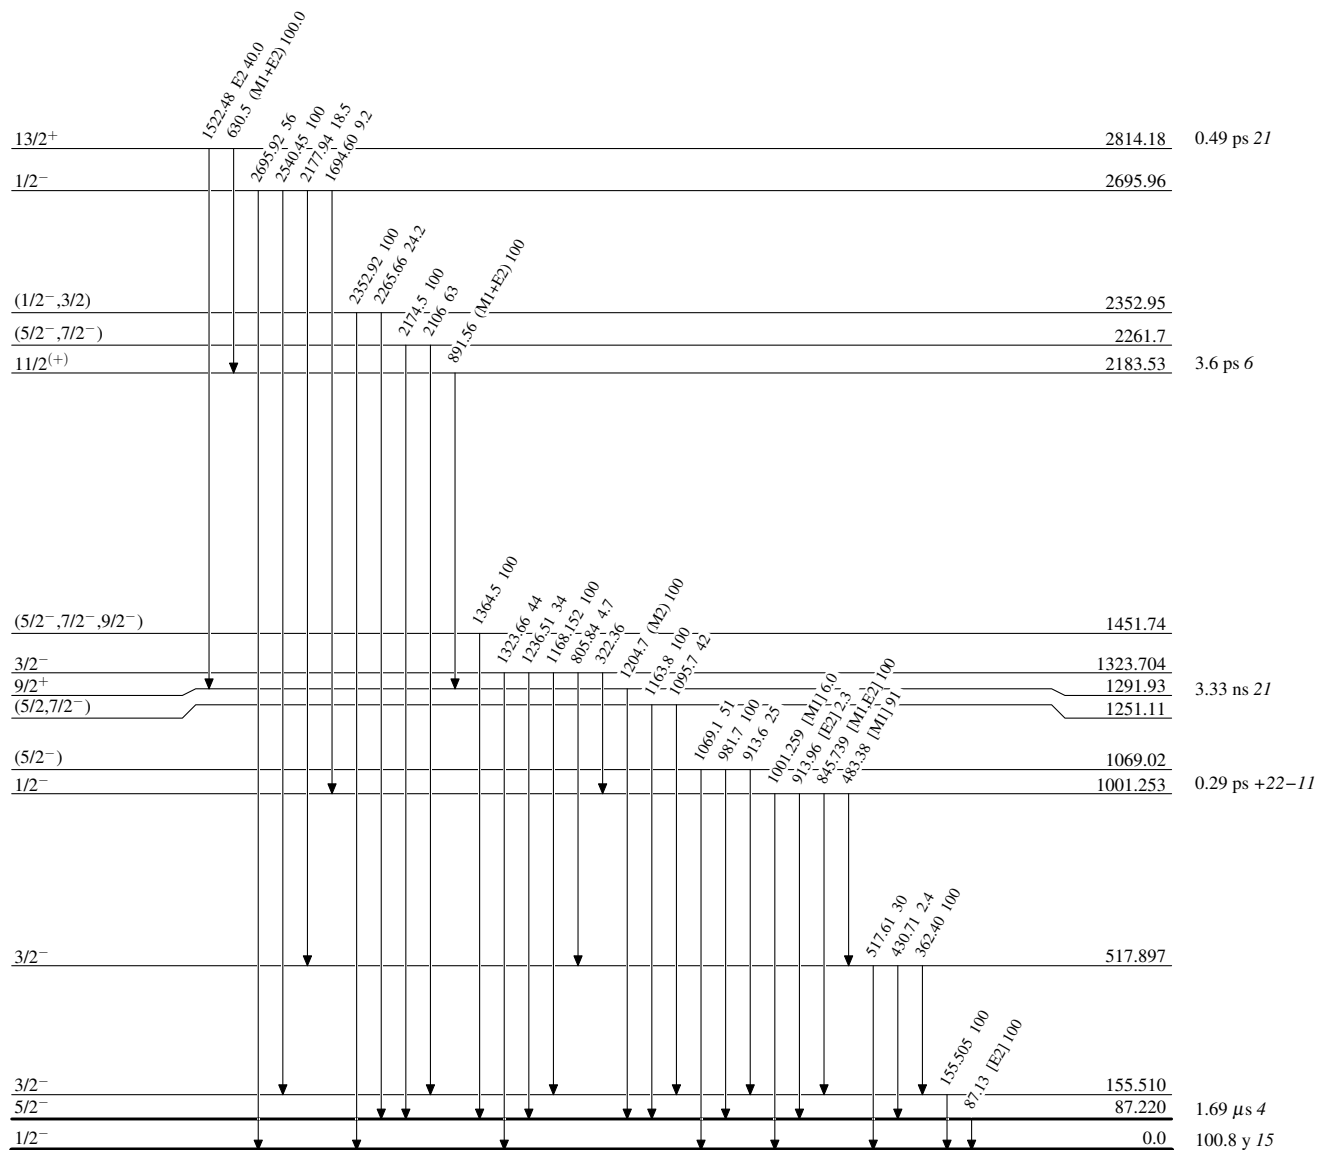 1522.48 E2 40.0
630.5 (M1+E2) 100.0
2695.92 56
2540.45 100
2177.94 18.5
1694.60 9.2
13/2⁺ 2814.18 0.49 ps 21
1/2⁻ 2695.96
2352.92 100
2265.66 24.2
2174.5 100
2106 63
891.56 (M1+E2) 100
(1/2⁻,3/2) 2352.95
(5/2⁻,7/2⁻) 2261.7
11/2⁽⁺⁾ 2183.53 3.6 ps 6
1364.5 100
1323.66 44
1236.51 34
1168.152 100
805.84 4.7
322.36
1204.7 (M2) 100
1163.8 100
1095.7 42
(5/2⁻,7/2⁻,9/2⁻) 1451.74
3/2⁻ 1323.704
9/2⁺ 1291.93 3.33 ns 21
(5/2,7/2⁻) 1251.11
1069.1 51
981.7 100
913.6 25
1001.259 [M1] 6.0
913.96 [E2] 2.3
845.739 [M1,E2] 100
483.38 [M1] 91
(5/2⁻) 1069.02
1/2⁻ 1001.253 0.29 ps +22−11
517.61 30
430.71 2.4
362.40 100
3/2⁻ 517.897
155.505 100
87.13 [E2] 100
3/2⁻ 155.510
5/2⁻ 87.220 1.69 μs 4
1/2⁻ 0.0 100.8 y 15